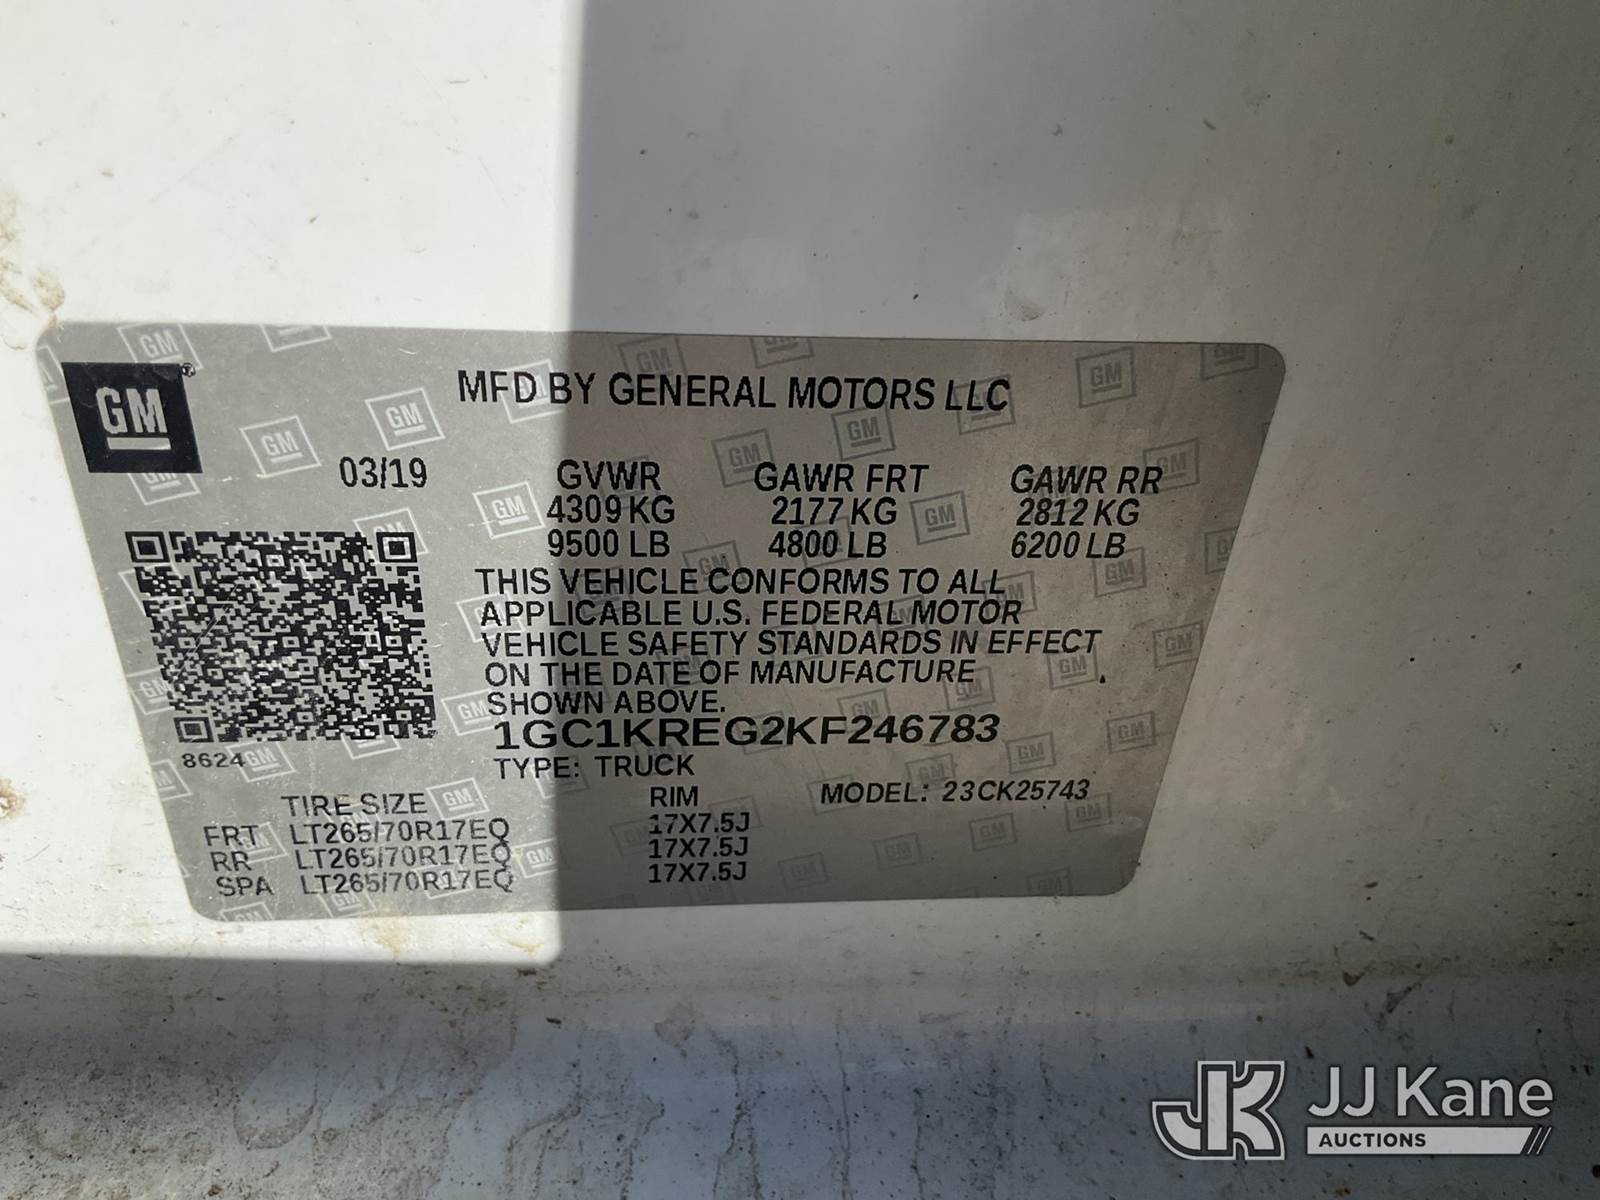 GM
MFD BY GENERAL MOTORS LLC
03/19 GVWR GAWR FRT GAWR RR
4309 KG 2177 KG 2812 KG
9500 LB 4800 LB 6200 LB
THIS VEHICLE CONFORMS TO ALL
APPLICABLE U.S. FEDERAL MOTOR
VEHICLE SAFETY STANDARDS IN EFFECT
ON THE DATE OF MANUFACTURE
SHOWN ABOVE.
1GC1KREG2KF246783
8624 TYPE: TRUCK
TIRE SIZE RIM MODEL: 23CK25743
FRT LT265/70R17EQ 17X7.5J
RR LT265/70R17EQ 17X7.5J
SPA LT265/70R17EQ 17X7.5J
JK JJ Kane
AUCTIONS